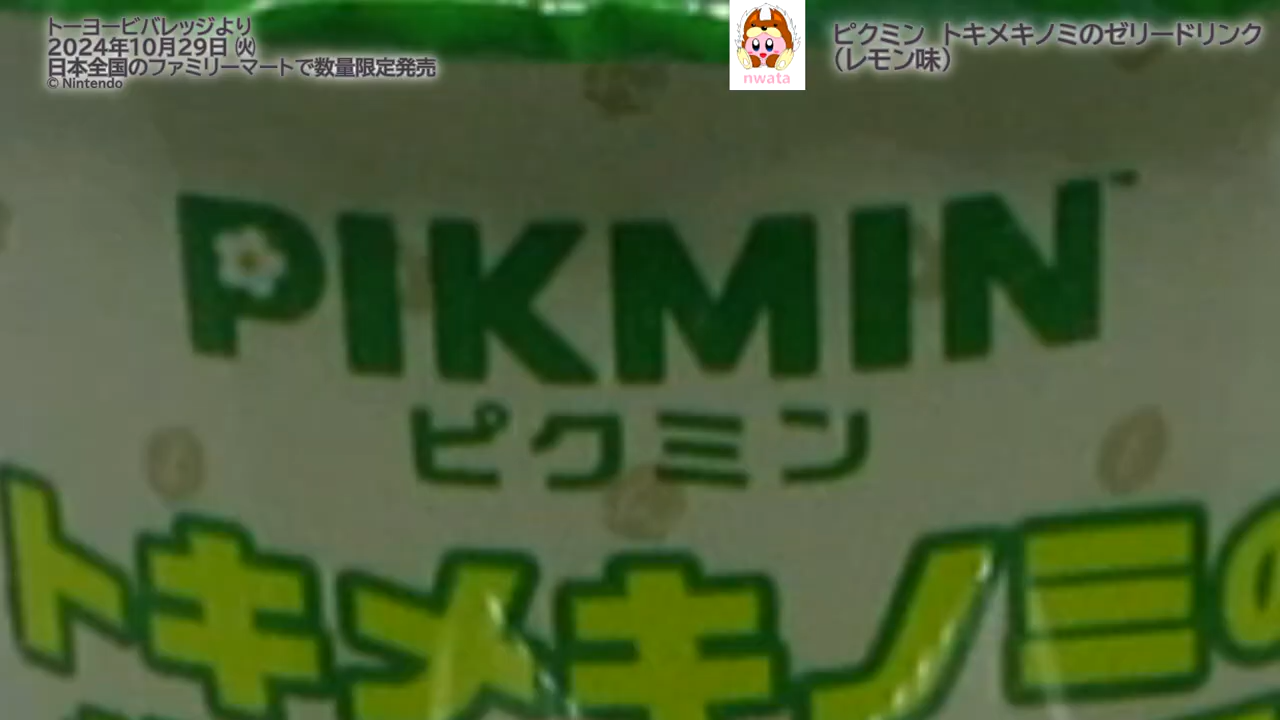 トーヨービバレッジより
2024年10月29日 ㈫
日本全国のファミリーマートで数量限定発売
© Nintendo
nwata
ピクミン トキメキノミのゼリードリンク
（レモン味）
PIKMIN™
ピクミン
トキメキノミの